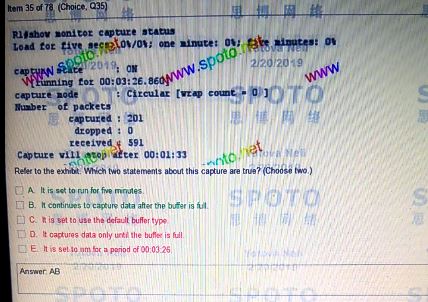 Item 35 of 78 (Choice, Q35)
R1#show monitor capture status
Load for five secs: 0%/0%; one minute: 0%; five minutes: 0%
capture state : ON
running for 00:03:26.860
capture mode : Circular [wrap count = 0 ]
Number of packets
captured : 201
dropped : 0
received : 591
Capture will stop after 00:01:33
Refer to the exhibit. Which two statements about this capture are true? (Choose two.)
A. It is set to run for five minutes.
B. It continues to capture data after the buffer is full.
C. It is set to use the default buffer type.
D. It captures data only until the buffer is full.
E. It is set to run for a period of 00:03:26.
Answer: AB
www.spoto.net
www.spoto.net
www
2/20/2019
SPOTO
SPOTO
SPOTO
思博网络